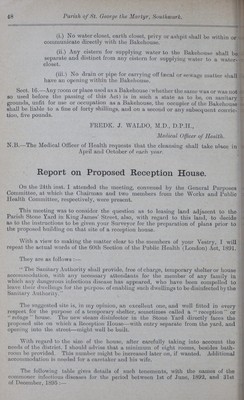 48 Parish of St. George the Martyr, Southwark.
(i.) No water closet, earth closet, privy or ashpit shall be within or
communicate directly with the Bakehouse.
(ii.) Any cistern for supplying water to the Bakehouse shall be
separate and distinct from any cistern for supplying water to a water-
closet.
(iii.) No drain or pipe for carrying off fæcal or sewage matter shall
have an opening within the Bakehouse.
Sect. 16.—Any room or place used as a Bakehouse (whether the same was or was not
so used before the passing of this Act) is in such a state as to be, on sanitary
grounds, unfit for use or occupation as a Bakehouse, the occupier of the Bakehouse
shall be liable to a fine of forty shillings, and on a second or any subsequent convic-
tion, five pounds.
FREDK. J. WALDO, M.D., D.P.H.,
Medical Officer of Health.
N.B.—The Medical Officer of Health requests that the cleansing shall take place in
April and October of each year.
Report on Proposed Reception House.
On the 24th inst. I attended the meeting, convened by the General Purposes
Committee, at which the Chairman and two members from the Works and Public
Health Committee, respectively, were present.
This meeting was to consider the question as to leasing land adjacent to the
Parish Stone Yard in King James' Street, also, with regard to this land, to decide
as to the instruction to be given your Surveyor for the preparation of plans prior to
the proposed building on that site of a reception house.
With a view to making the matter clear to the members of your Vestry, I will
repeat the actual words of the 60th Section of the Public Health (London) Act, 1891.
They are as follows :—
"The Sanitary Authority shall provide, free of charge, temporary shelter or house
accommodation, with any necessary attendants for the member of any family in
which any dangerous infectious disease has appeared, who have been compelled to
leave their dwellings for the purpose of enabling such dwellings to be disinfected by the
Sanitary Authority."
The suggested site is, in my opinion, an excellent one, and well fitted in every
respect, for the purpose of a temporary shelter, sometimes called a "reception" or
"refuge" house. The new steam disinfector in the Stone Yard directly faces the
proposed site on which a Reception House—with entry separate from the yard, and
opening into the street—might well be built.
With regard to the size of the house, after carefully taking into account the
needs of the district, I should advise that a minimum of eight rooms, besides bath-
rooms be provided. This number might be increased later on, if wanted. Additional
accommodation is needed for a caretaker and his wife.
The following table gives details of such tenements, with the names of the
commoner infectious diseases for the period between 1st of June, 1893, and 31st
of December, 1893:—